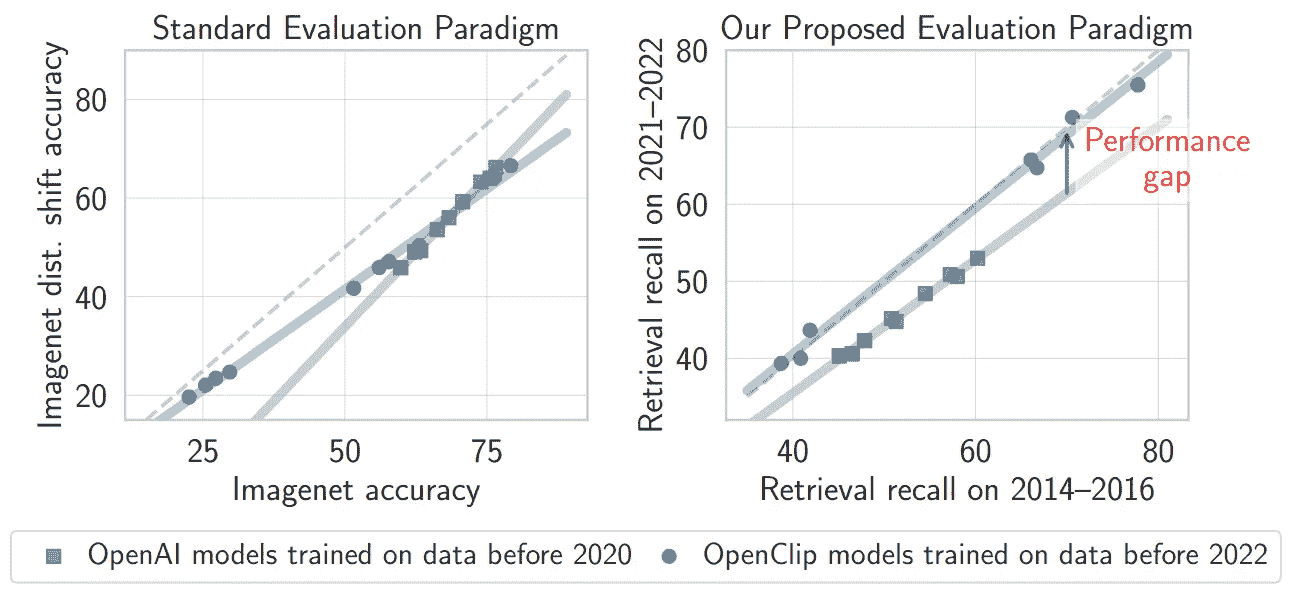 Standard Evaluation Paradigm
Imagenet dist. shift accuracy
80
60
40
20
25 50 75
Imagenet accuracy
Our Proposed Evaluation Paradigm
Retrieval recall on 2021–2022
80
70
60
50
40
Performance
gap
40 60 80
Retrieval recall on 2014–2016
OpenAI models trained on data before 2020
OpenClip models trained on data before 2022